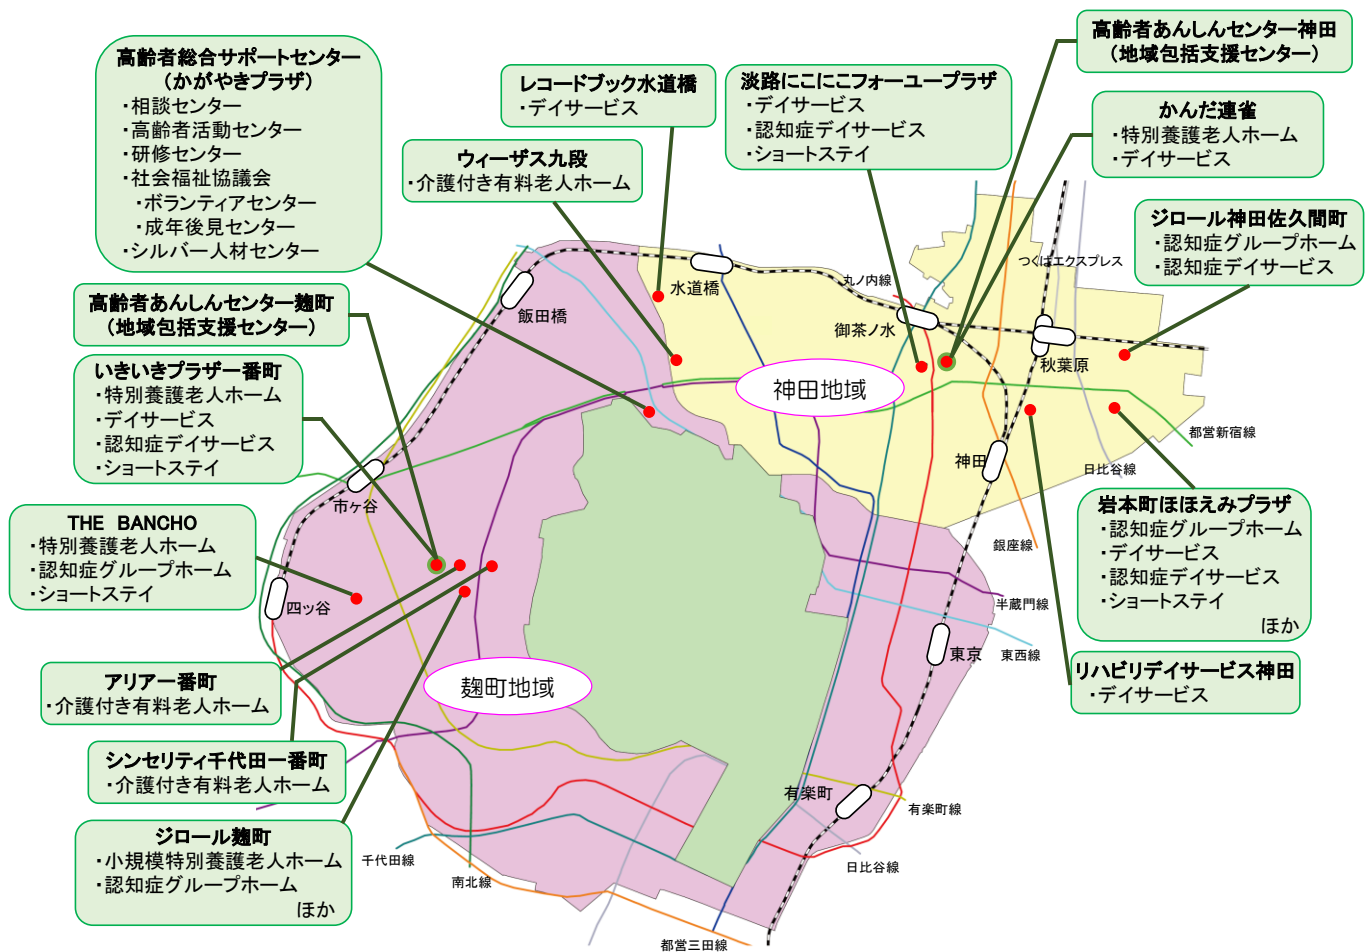 高齢者総合サポートセンター
（かがやきプラザ）
・相談センター
・高齢者活動センター
・研修センター
・社会福祉協議会
・ボランティアセンター
・成年後見センター
・シルバー人材センター
レコードブック水道橋
・デイサービス
ウィーザス九段
・介護付き有料老人ホーム
淡路にこにこフォーユープラザ
・デイサービス
・認知症デイサービス
・ショートステイ
高齢者あんしんセンター神田
（地域包括支援センター）
かんだ連雀
・特別養護老人ホーム
・デイサービス
ジロール神田佐久間町
・認知症グループホーム
・認知症デイサービス
高齢者あんしんセンター麹町
（地域包括支援センター）
いきいきプラザ一番町
・特別養護老人ホーム
・デイサービス
・認知症デイサービス
・ショートステイ
THE BANCHO
・特別養護老人ホーム
・認知症グループホーム
・ショートステイ
アリア一番町
・介護付き有料老人ホーム
シンセリティ千代田一番町
・介護付き有料老人ホーム
ジロール麹町
・小規模特別養護老人ホーム
・認知症グループホーム
ほか
岩本町ほほえみプラザ
・認知症グループホーム
・デイサービス
・認知症デイサービス
・ショートステイ
ほか
リハビリデイサービス神田
・デイサービス
つくばエクスプレス
丸ノ内線
水道橋
飯田橋
御茶ノ水
秋葉原
神田地域
都営新宿線
日比谷線
神田
市ヶ谷
銀座線
四ッ谷
半蔵門線
東西線
東京
麹町地域
有楽町
有楽町線
千代田線
日比谷線
南北線
都営三田線